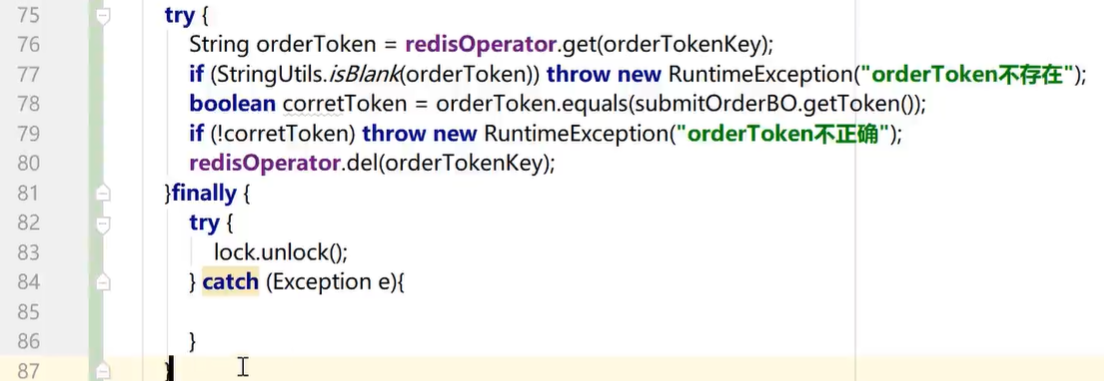 75 try {
76 String orderToken = redisOperator.get(orderTokenKey);
77 if (StringUtils.isBlank(orderToken)) throw new RuntimeException("orderToken不存在");
78 boolean corretToken = orderToken.equals(submitOrderBO.getToken());
79 if (!corretToken) throw new RuntimeException("orderToken不正确");
80 redisOperator.del(orderTokenKey);
81 }finally {
82 try {
83 lock.unlock();
84 } catch (Exception e){
85
86 }
87 }